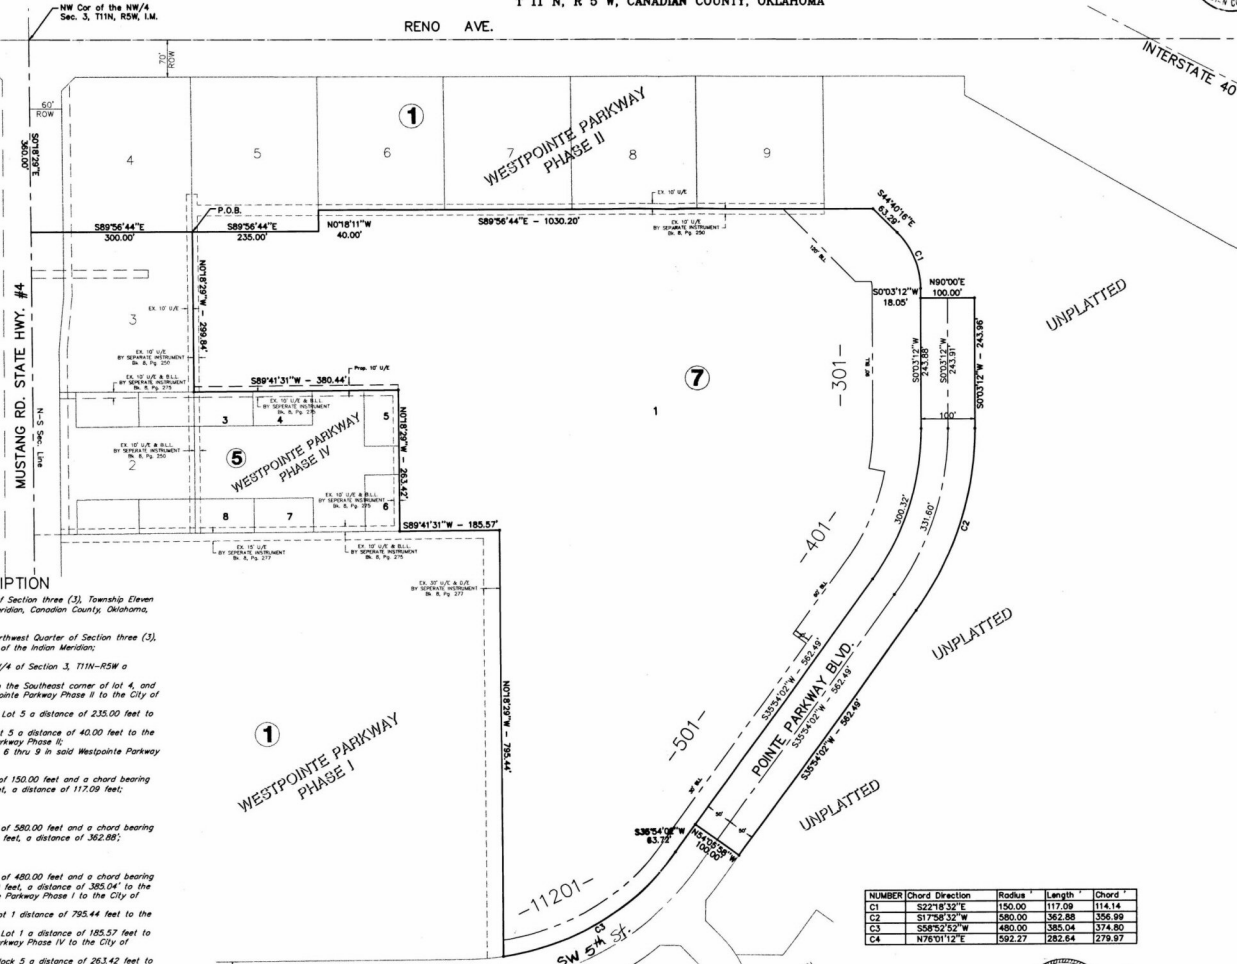 T 11 N, R 5 W, CANADIAN COUNTY, OKLAHOMA
NW Cor of the NW/4
Sec. 3, T11N, R5W, I.M.
RENO AVE.
INTERSTATE 40
70'
ROW
60'
ROW
S0°18'29"E
360.00'
1
WESTPOINTE PARKWAY
PHASE II
4
5
6
7
8
9
EX. 10' U/E
P.O.B.
S89°56'44"E
300.00'
S89°56'44"E
235.00'
N0°18'11"W
40.00'
S89°56'44"E - 1030.20'
EX. 10' U/E
BY SEPARATE INSTRUMENT
Bk. 8, Pg. 250
S44°40'16"E
63.29'
C1
N0°18'29"W - 299.84'
S0°03'12"W
18.05'
N90°00'E
100.00'
UNPLATTED
MUSTANG RD. STATE HWY. #4
N-S Sec. Line
EX. 10' U/E
3
EX. 10' U/E
BY SEPARATE INSTRUMENT
Bk. 8, Pg. 250
S0°03'12"W
243.88'
S0°03'12"W
243.91'
S0°03'12"W - 243.96'
Prop. 10' U/E
EX. 10' U/E & B.L.L.
BY SEPERATE INSTRUMENT
Bk. 8, Pg. 275
S89°41'31"W - 380.44'
EX. 10' U/E & B.L.L.
BY SEPERATE INSTRUMENT
Bk. 8, Pg. 275
7
1
-301-
100'
3
4
5
N0°18'29"W - 263.42'
WESTPOINTE PARKWAY
PHASE IV
5
EX. 10' U/E & B.L.L.
BY SEPARATE INSTRUMENT
Bk. 8, Pg. 250
2
EX. 10' U/E & B.L.L.
BY SEPERATE INSTRUMENT
Bk. 8, Pg. 275
8
7
6
S89°41'31"W - 185.57'
300.32'
331.60'
C2
-401-
EX. 15' U/E
BY SEPERATE INSTRUMENT
Bk. 8, Pg. 277
EX. 10' U/E & B.L.L.
BY SEPERATE INSTRUMENT
Bk. 8, Pg. 275
EX. 30' U/E & D/E
BY SEPERATE INSTRUMENT
Bk. 8, Pg. 277
IPTION
f Section three (3), Township Eleven
ridian, Canadian County, Oklahoma,
rthwest Quarter of Section three (3),
of the Indian Meridian;
/4 of Section 3, T11N-R5W a
the Southeast corner of lot 4, and
pointe Parkway Phase II to the City of
Lot 5 a distance of 235.00 feet to
t 5 a distance of 40.00 feet to the
rkway Phase II;
6 thru 9 in said Westpointe Parkway
of 150.00 feet and a chord bearing
et, a distance of 117.09 feet;
of 580.00 feet and a chord bearing
feet, a distance of 362.88';
of 480.00 feet and a chord bearing
feet, a distance of 385.04' to the
Parkway Phase I to the City of
ot 1 distance of 795.44 feet to the
Lot 1 a distance of 185.57 feet to
rkway Phase IV to the City of
lock 5 a distance of 263.42 feet to
UNPLATTED
S35°54'02"W - 562.49'
POINTE PARKWAY BLVD.
S35°54'02"W - 562.49'
S35°54'02"W - 562.49'
-501-
N0°18'29"W - 795.44'
1
WESTPOINTE PARKWAY
PHASE I
UNPLATTED
50'
50'
S35°54'02"W
63.72'
N54°05'58"W
100.00'
-11201-
C3
SW 5th St.
NUMBER Chord Direction Radius ' Length ' Chord '
C1 S22°18'32"E 150.00 117.09 114.14
C2 S17°58'32"W 580.00 362.88 356.99
C3 S58°52'52"W 480.00 385.04 374.80
C4 N76°01'12"E 592.27 282.64 279.97